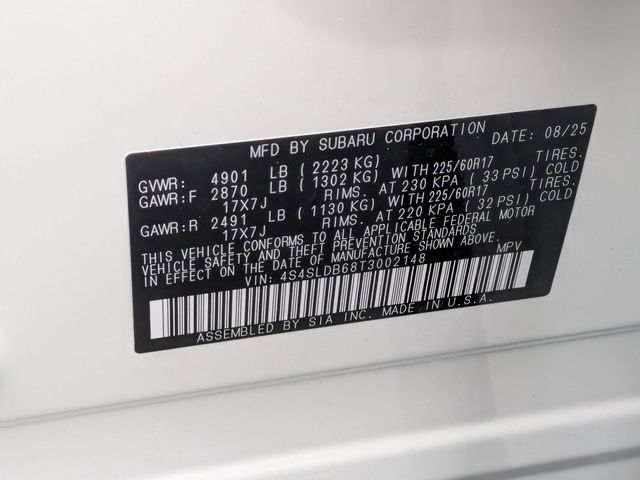 MFD BY SUBARU CORPORATION DATE: 08/25
GVWR: 4901 LB ( 2223 KG)
GAWR:F 2870 LB ( 1302 KG) WITH 225/60R17 TIRES.
17X7J RIMS. AT 230 KPA ( 33 PSI) COLD
GAWR:R 2491 LB ( 1130 KG) WITH 225/60R17 TIRES.
17X7J RIMS. AT 220 KPA ( 32 PSI) COLD
THIS VEHICLE CONFORMS TO ALL APPLICABLE FEDERAL MOTOR
VEHICLE SAFETY AND THEFT PREVENTION STANDARDS
IN EFFECT ON THE DATE OF MANUFACTURE SHOWN ABOVE.
VIN: 4S4SLDB68T3002148 MPV
ASSEMBLED BY SIA INC. MADE IN U.S.A.